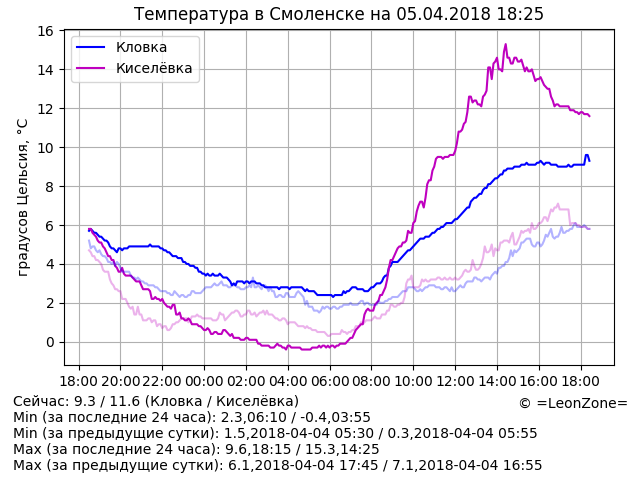 Температура в Смоленске на 05.04.2018 18:25
Кловка
Киселёвка
градусов Цельсия, °C
16
14
12
10
8
6
4
2
0
18:00 20:00 22:00 00:00 02:00 04:00 06:00 08:00 10:00 12:00 14:00 16:00 18:00
Сейчас: 9.3 / 11.6 (Кловка / Киселёвка)
© =LeonZone=
Min (за последние 24 часа): 2.3,06:10 / -0.4,03:55
Min (за предыдущие сутки): 1.5,2018-04-04 05:30 / 0.3,2018-04-04 05:55
Max (за последние 24 часа): 9.6,18:15 / 15.3,14:25
Max (за предыдущие сутки): 6.1,2018-04-04 17:45 / 7.1,2018-04-04 16:55